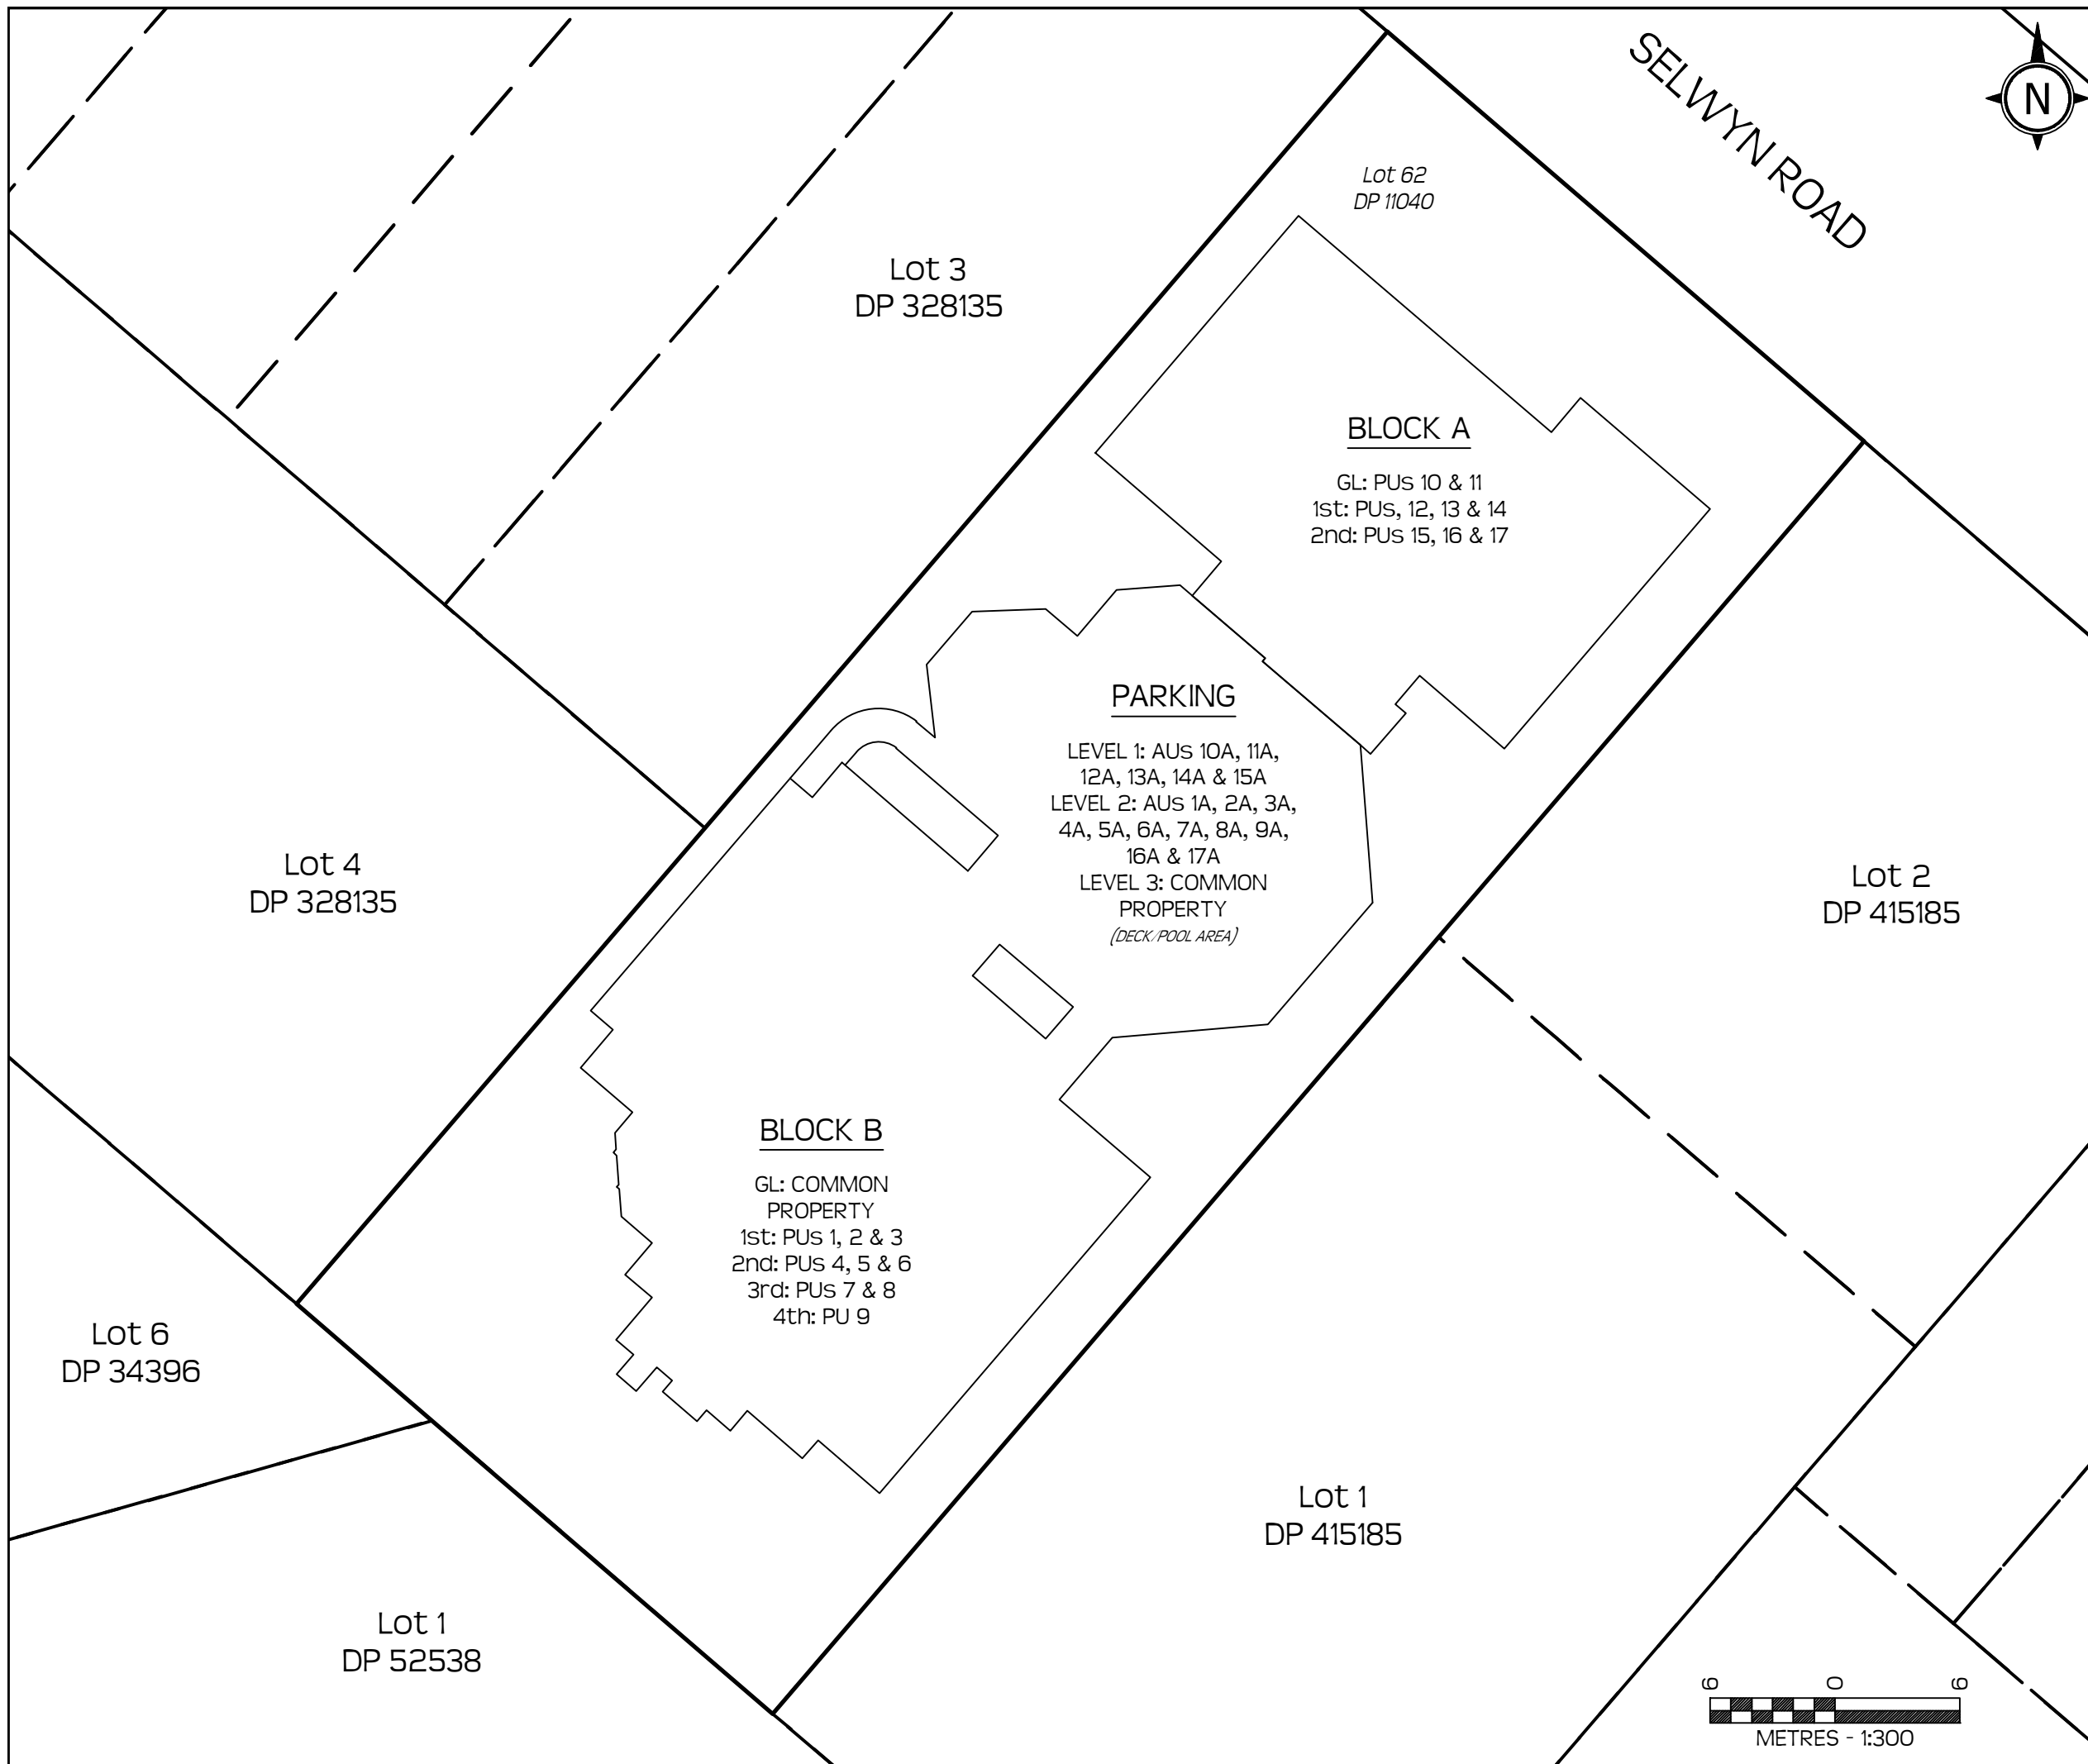 SELWYN ROAD
N
Lot 62
DP 11040
Lot 3
DP 328135
BLOCK A
GL: PUs 10 & 11
1st: PUs, 12, 13 & 14
2nd: PUs 15, 16 & 17
PARKING
LEVEL 1: AUs 10A, 11A,
12A, 13A, 14A & 15A
LEVEL 2: AUs 1A, 2A, 3A,
4A, 5A, 6A, 7A, 8A, 9A,
16A & 17A
LEVEL 3: COMMON
PROPERTY
(DECK/POOL AREA)
Lot 4
DP 328135
Lot 2
DP 415185
BLOCK B
GL: COMMON
PROPERTY
1st: PUs 1, 2 & 3
2nd: PUs 4, 5 & 6
3rd: PUs 7 & 8
4th: PU 9
Lot 6
DP 34396
Lot 1
DP 415185
Lot 1
DP 52538
6 0 6
METRES - 1:300